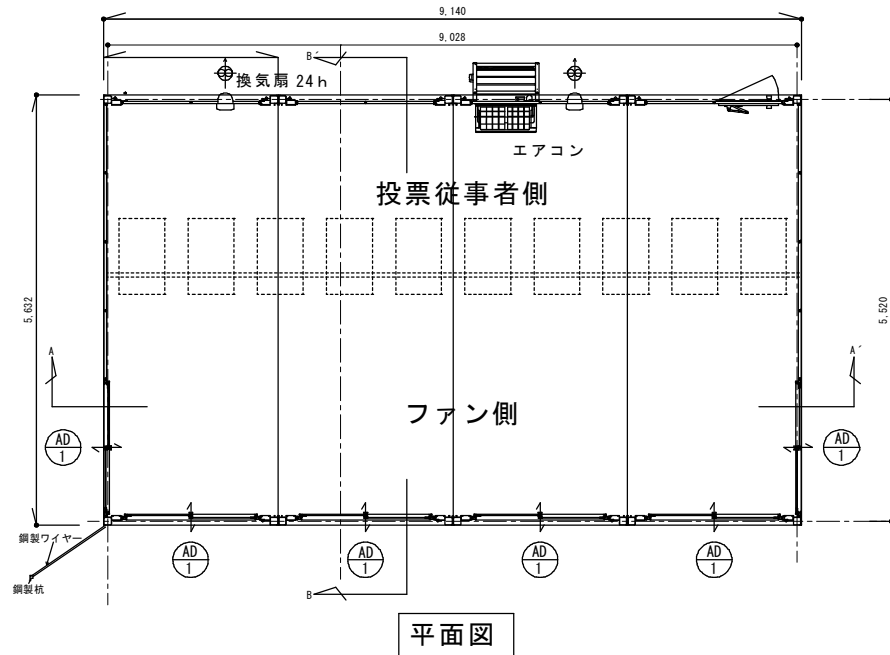 9,140
9,028
B´
換気扇 24h
エアコン
投票従事者側
5,632
5,520
A
A´
ファン側
AD
1
AD
1
鋼製ワイヤー
鋼製杭
AD
1
AD
1
AD
1
AD
1
B
平面図